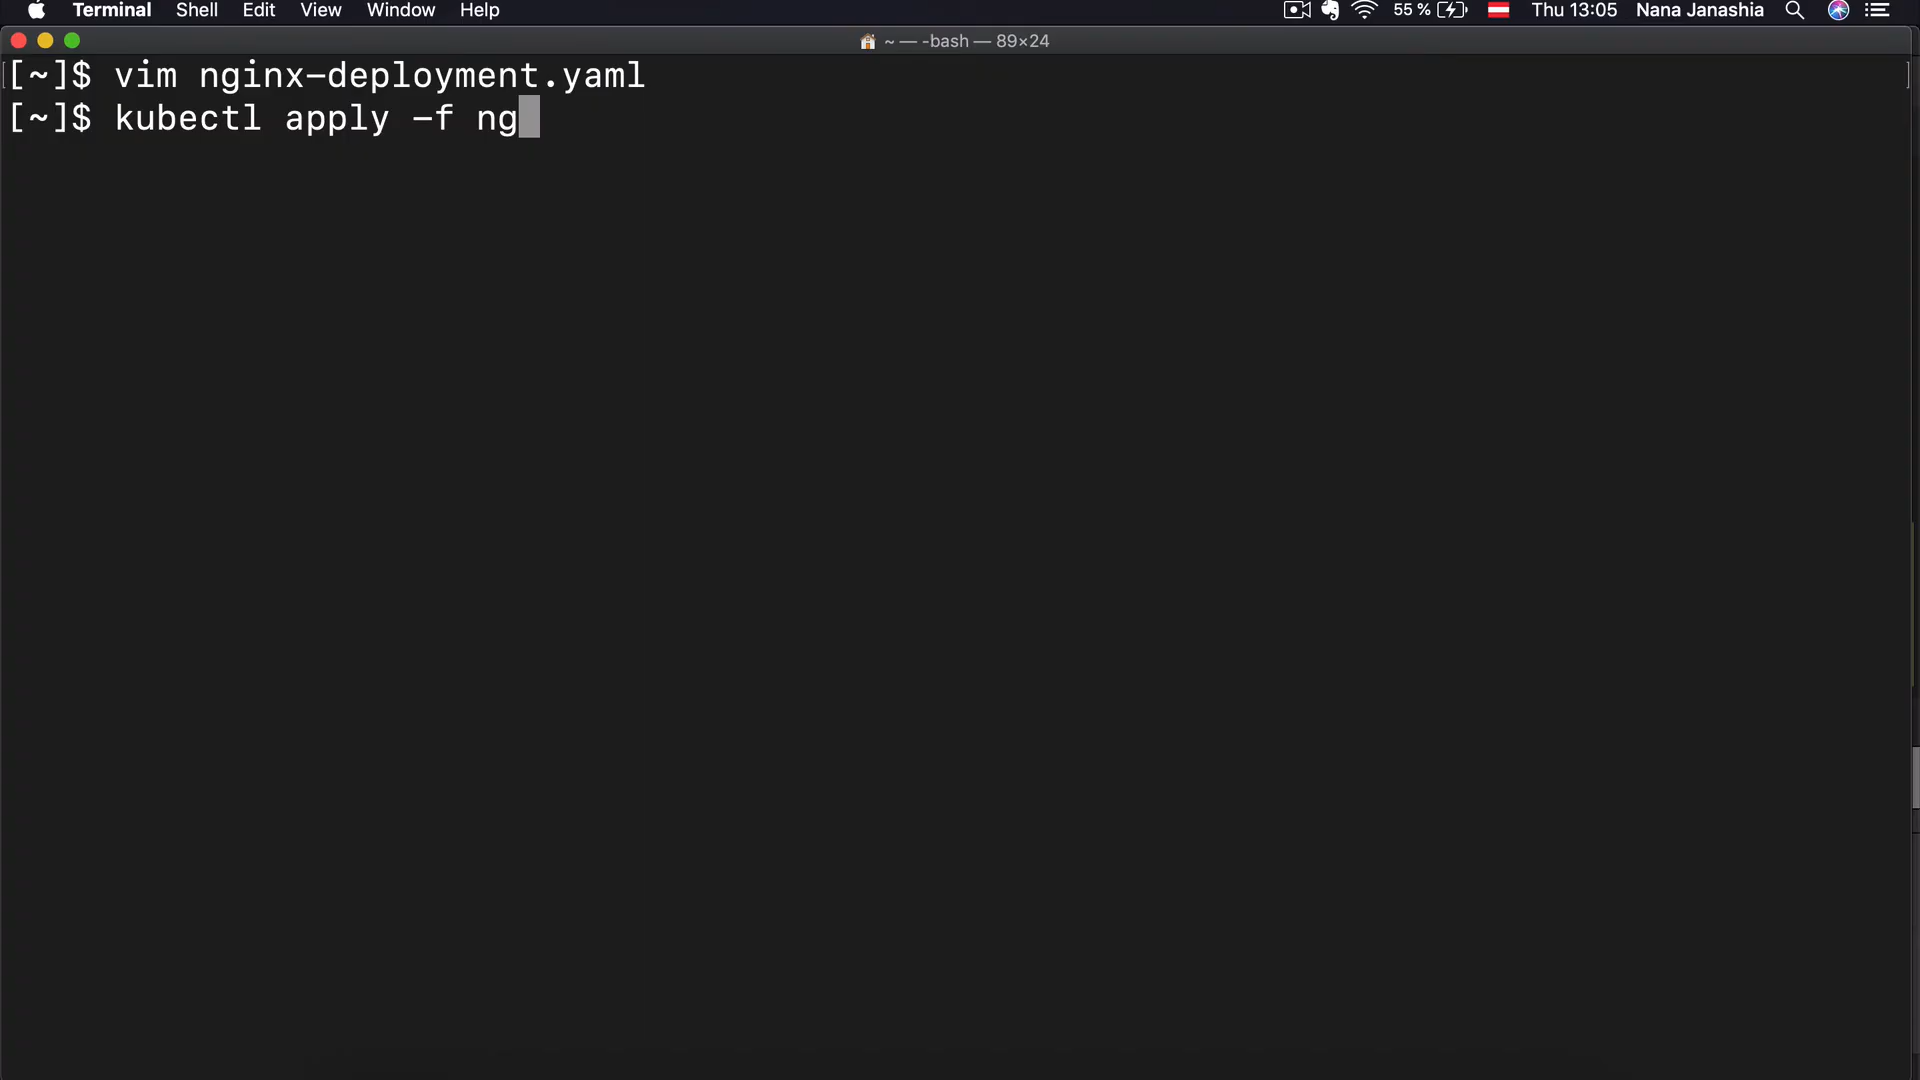 Terminal Shell Edit View Window Help 55 % Thu 13:05 Nana Janashia
~ — -bash — 89×24
[~]$ vim nginx-deployment.yaml
[~]$ kubectl apply -f ng